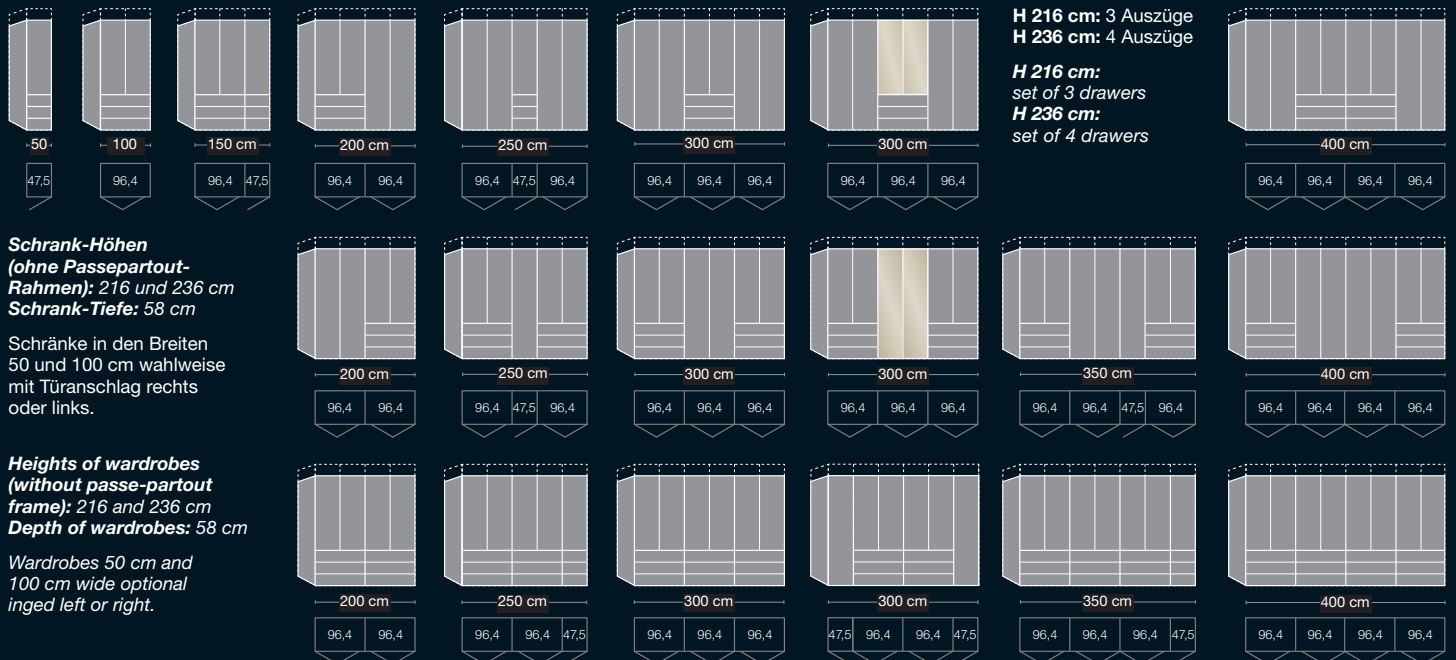 H 216 cm: 3 Auszüge
H 236 cm: 4 Auszüge
H 216 cm:
set of 3 drawers
H 236 cm:
set of 4 drawers
50
100
150 cm
200 cm
250 cm
300 cm
300 cm
400 cm
47,5
96,4
96,4 47,5
96,4 96,4
96,4 47,5 96,4
96,4 96,4 96,4
96,4 96,4 96,4
96,4 96,4 96,4 96,4
Schrank-Höhen
(ohne Passepartout-
Rahmen): 216 und 236 cm
Schrank-Tiefe: 58 cm
Schränke in den Breiten
50 und 100 cm wahlweise
mit Türanschlag rechts
oder links.
200 cm
250 cm
300 cm
300 cm
350 cm
400 cm
96,4 96,4
96,4 47,5 96,4
96,4 96,4 96,4
96,4 96,4 96,4
96,4 96,4 47,5 96,4
96,4 96,4 96,4 96,4
Heights of wardrobes
(without passe-partout
frame): 216 and 236 cm
Depth of wardrobes: 58 cm
Wardrobes 50 cm and
100 cm wide optional
inged left or right.
200 cm
250 cm
300 cm
300 cm
350 cm
400 cm
96,4 96,4
96,4 96,4 47,5
96,4 96,4 96,4
47,5 96,4 96,4 47,5
96,4 96,4 96,4 47,5
96,4 96,4 96,4 96,4